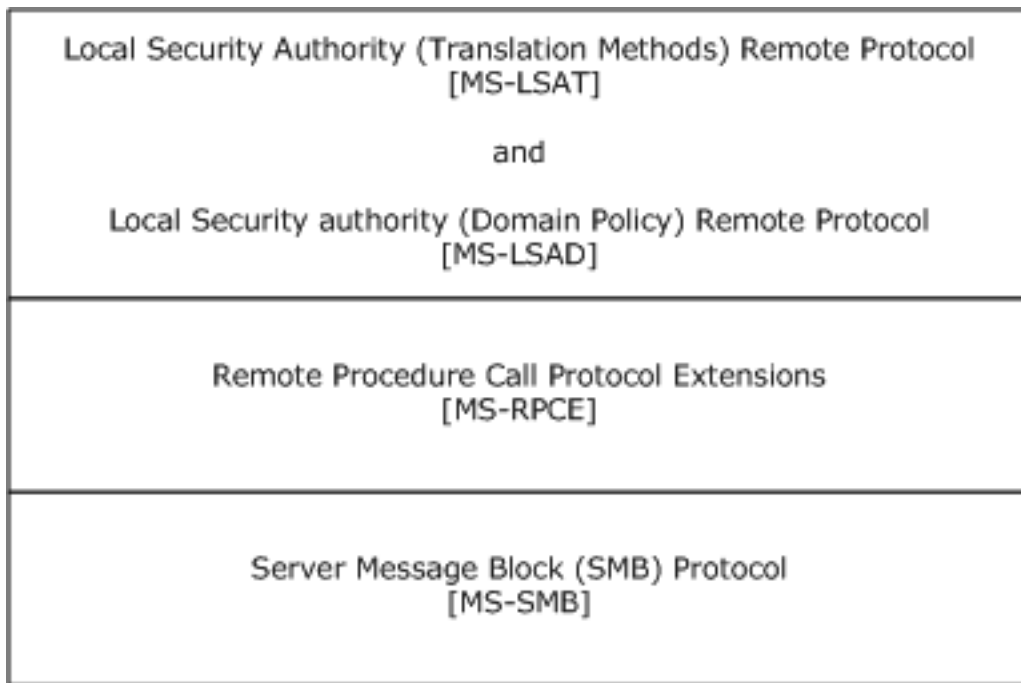 Local Security Authority (Translation Methods) Remote Protocol
[MS-LSAT]
and
Local Security authority (Domain Policy) Remote Protocol
[MS-LSAD]
Remote Procedure Call Protocol Extensions
[MS-RPCE]
Server Message Block (SMB) Protocol
[MS-SMB]